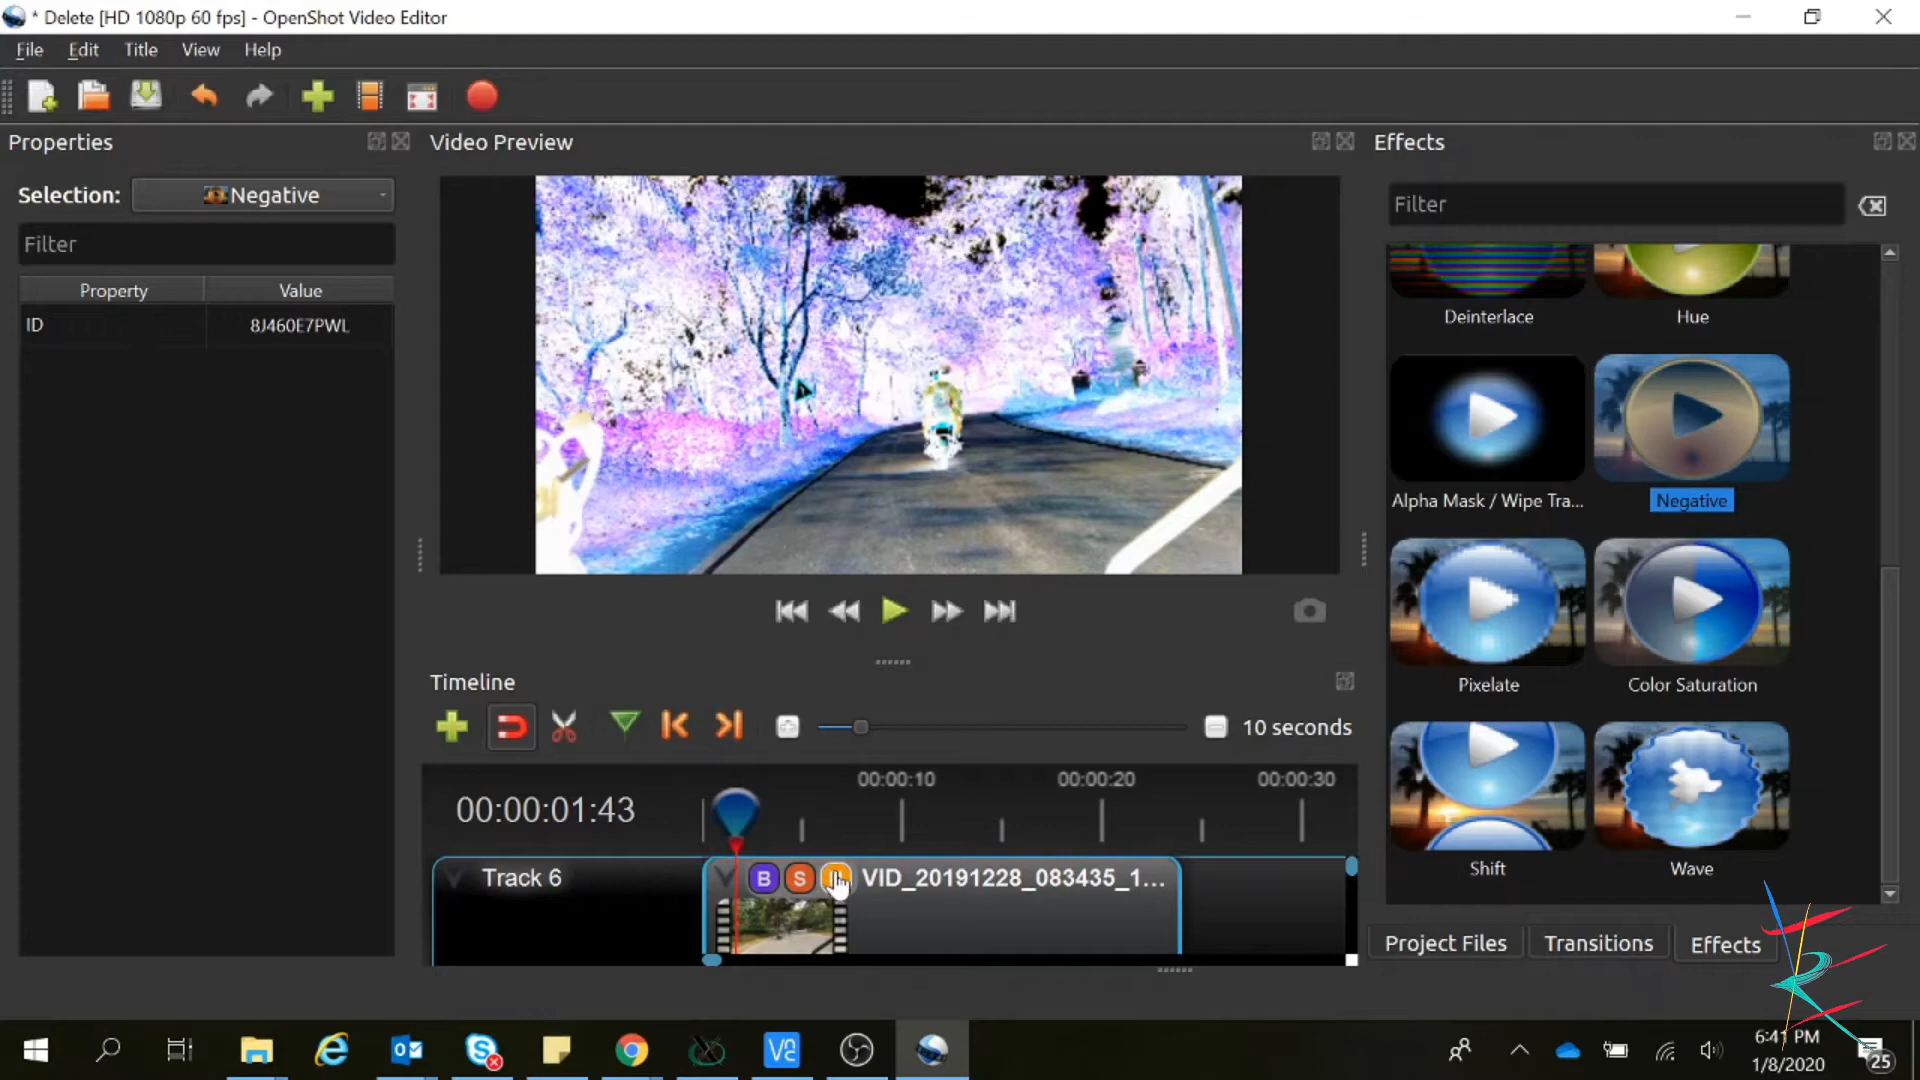 * Delete [HD 1080p 60 fps] - OpenShot Video Editor
File Edit Title View Help
Properties
Video Preview
Effects
Selection: Negative
Filter
Filter
Property Value
ID 8J460E7PWL
Deinterlace Hue
Alpha Mask / Wipe Tra... Negative
Pixelate Color Saturation
Shift Wave
Timeline
10 seconds
00:00:10 00:00:20 00:00:30
00:00:01:43
Track 6
B S VID_20191228_083435_1...
Project Files Transitions Effects
6:41 PM
1/8/2020
25